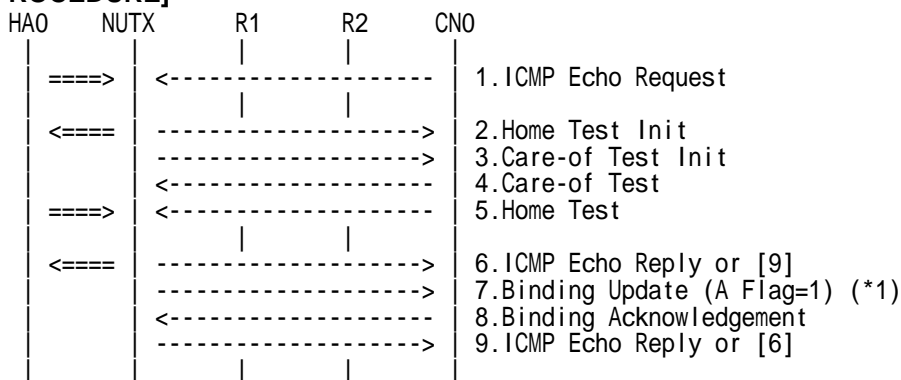 ROCEDURE]
HA0 NUTX R1 R2 CN0
====> <--------------------- 1.ICMP Echo Request
<==== ---------------------> 2.Home Test Init
---------------------> 3.Care-of Test Init
<--------------------- 4.Care-of Test
====> <--------------------- 5.Home Test
<==== ---------------------> 6.ICMP Echo Reply or [9]
---------------------> 7.Binding Update (A Flag=1) (*1)
<--------------------- 8.Binding Acknowledgement
---------------------> 9.ICMP Echo Reply or [6]